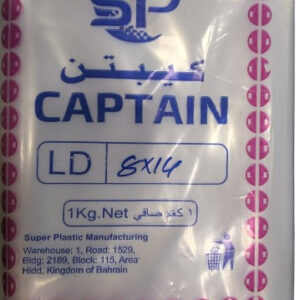 SP
كيبتن
CAPTAIN
LD 8x14
1Kg.Net ١ كغم صافي
Super Plastic Manufacturing
Warehouse: 1, Road: 1529,
Bldg: 2189, Block: 115, Area
Hidd, Kingdom of Bahrain